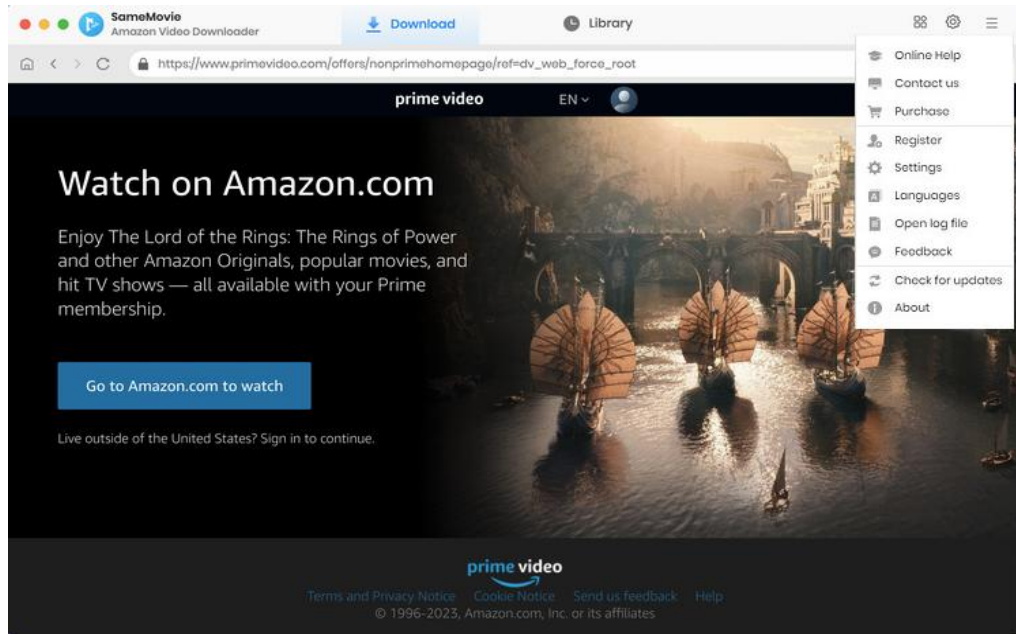 SameMovie
Amazon Video Downloader
Download
Library
https://www.primevideo.com/offers/nonprimehomepage/ref=dv_web_force_root
Online Help
Contact us
Purchase
Register
Settings
Languages
Open log file
Feedback
Check for updates
About
prime video
EN
Watch on Amazon.com
Enjoy The Lord of the Rings: The Rings of Power
and other Amazon Originals, popular movies, and
hit TV shows — all available with your Prime
membership.
Go to Amazon.com to watch
Live outside of the United States? Sign in to continue.
prime video
Terms and Privacy Notice Cookie Notice Send us feedback Help
© 1996-2023, Amazon.com, Inc. or its affiliates